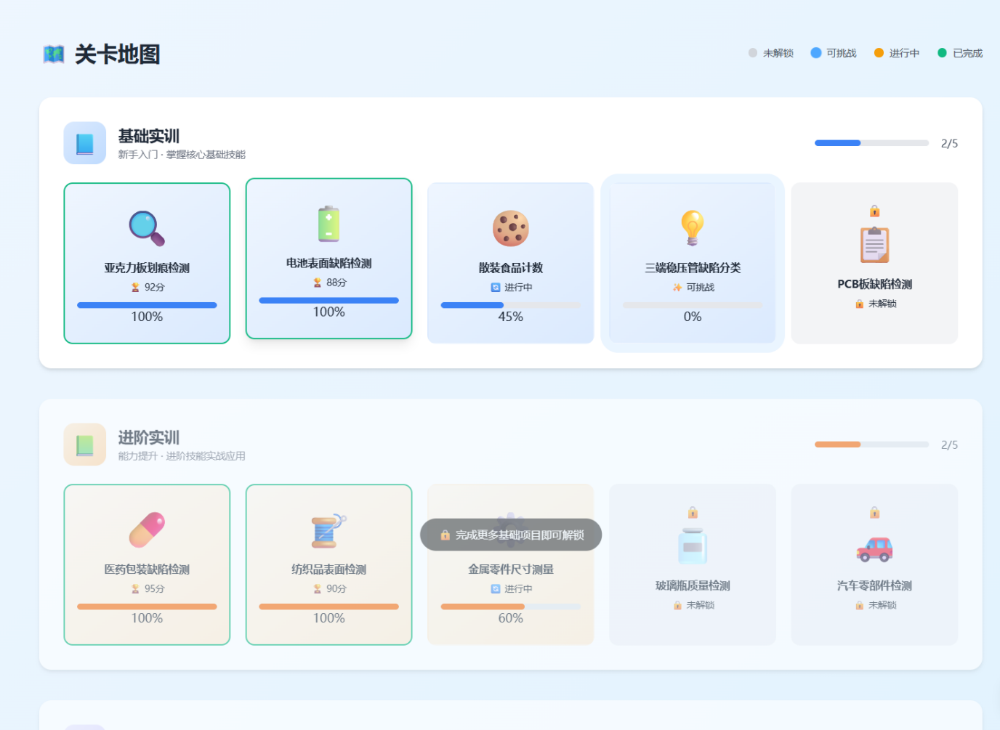 关卡地图
未解锁 可挑战 进行中 已完成
基础实训
新手入门 · 掌握核心基础技能
2/5
亚克力板划痕检测
92分
100%
电池表面缺陷检测
88分
100%
散装食品计数
进行中
45%
三端稳压管缺陷分类
可挑战
0%
PCB板缺陷检测
未解锁
进阶实训
能力提升 · 进阶技能实战应用
2/5
医药包装缺陷检测
95分
100%
纺织品表面检测
90分
100%
完成更多基础项目即可解锁
金属零件尺寸测量
进行中
60%
玻璃瓶质量检测
未解锁
汽车零部件检测
未解锁